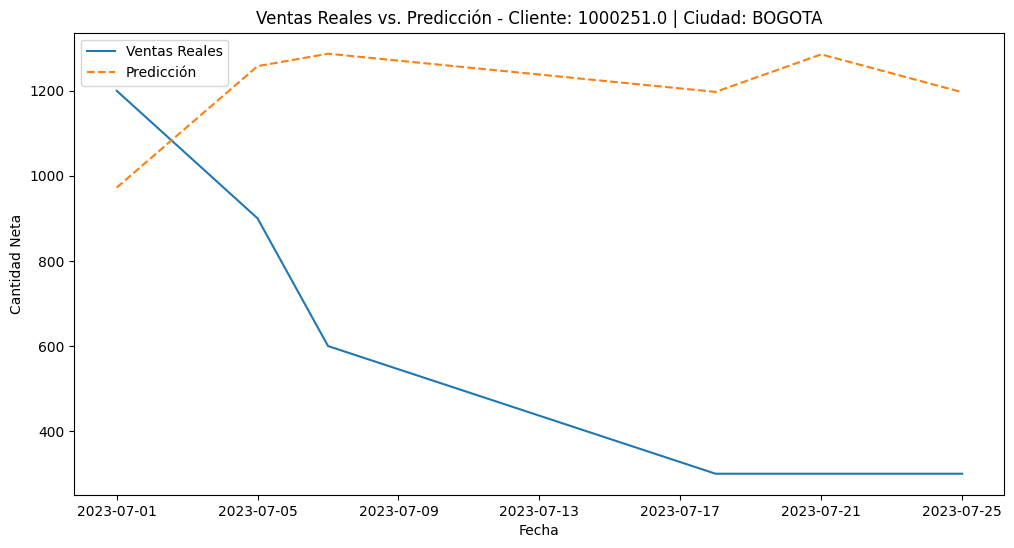 Ventas Reales vs. Predicción - Cliente: 1000251.0 | Ciudad: BOGOTA
Ventas Reales
Predicción
Cantidad Neta
1200
1000
800
600
400
2023-07-01 2023-07-05 2023-07-09 2023-07-13 2023-07-17 2023-07-21 2023-07-25
Fecha